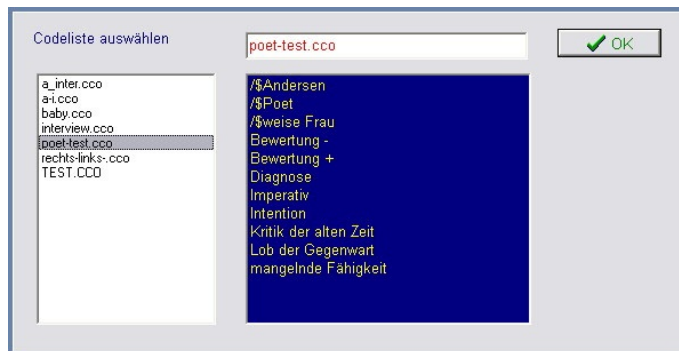 Codeliste auswählen
poet-test.cco
OK
a_inter.cco
a-i.cco
baby.cco
interview.cco
poet-test.cco
rechts-links-.cco
TEST.CCO
/$Andersen
/$Poet
/$weise Frau
Bewertung -
Bewertung +
Diagnose
Imperativ
Intention
Kritik der alten Zeit
Lob der Gegenwart
mangelnde Fähigkeit